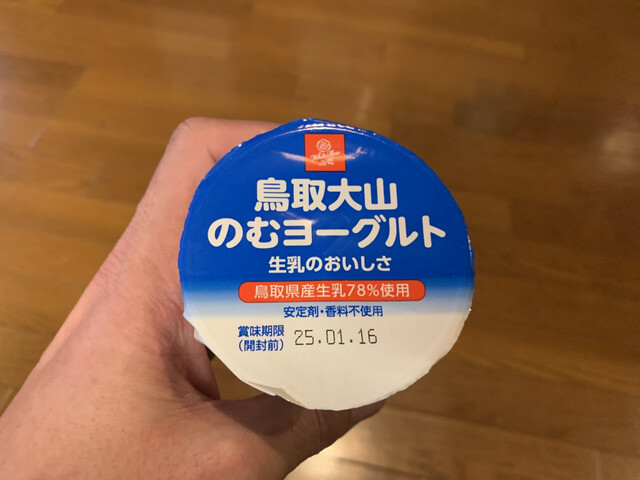 鳥取大山
のむヨーグルト
生乳のおいしさ
鳥取県産生乳78%使用
安定剤・香料不使用
賞味期限
(開封前) 25.01.16